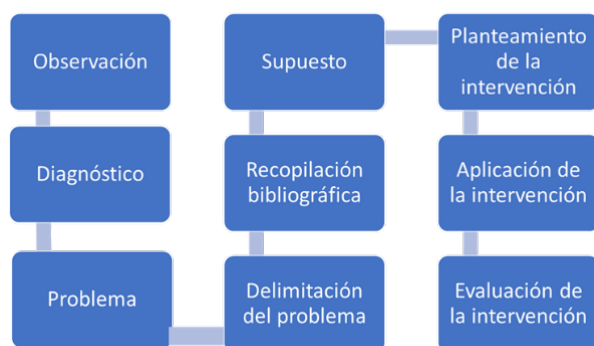 Observación
Diagnóstico
Problema
Delimitación
del problema
Recopilación
bibliográfica
Supuesto
Planteamiento
de la
intervención
Aplicación de
la intervención
Evaluación de
la intervención